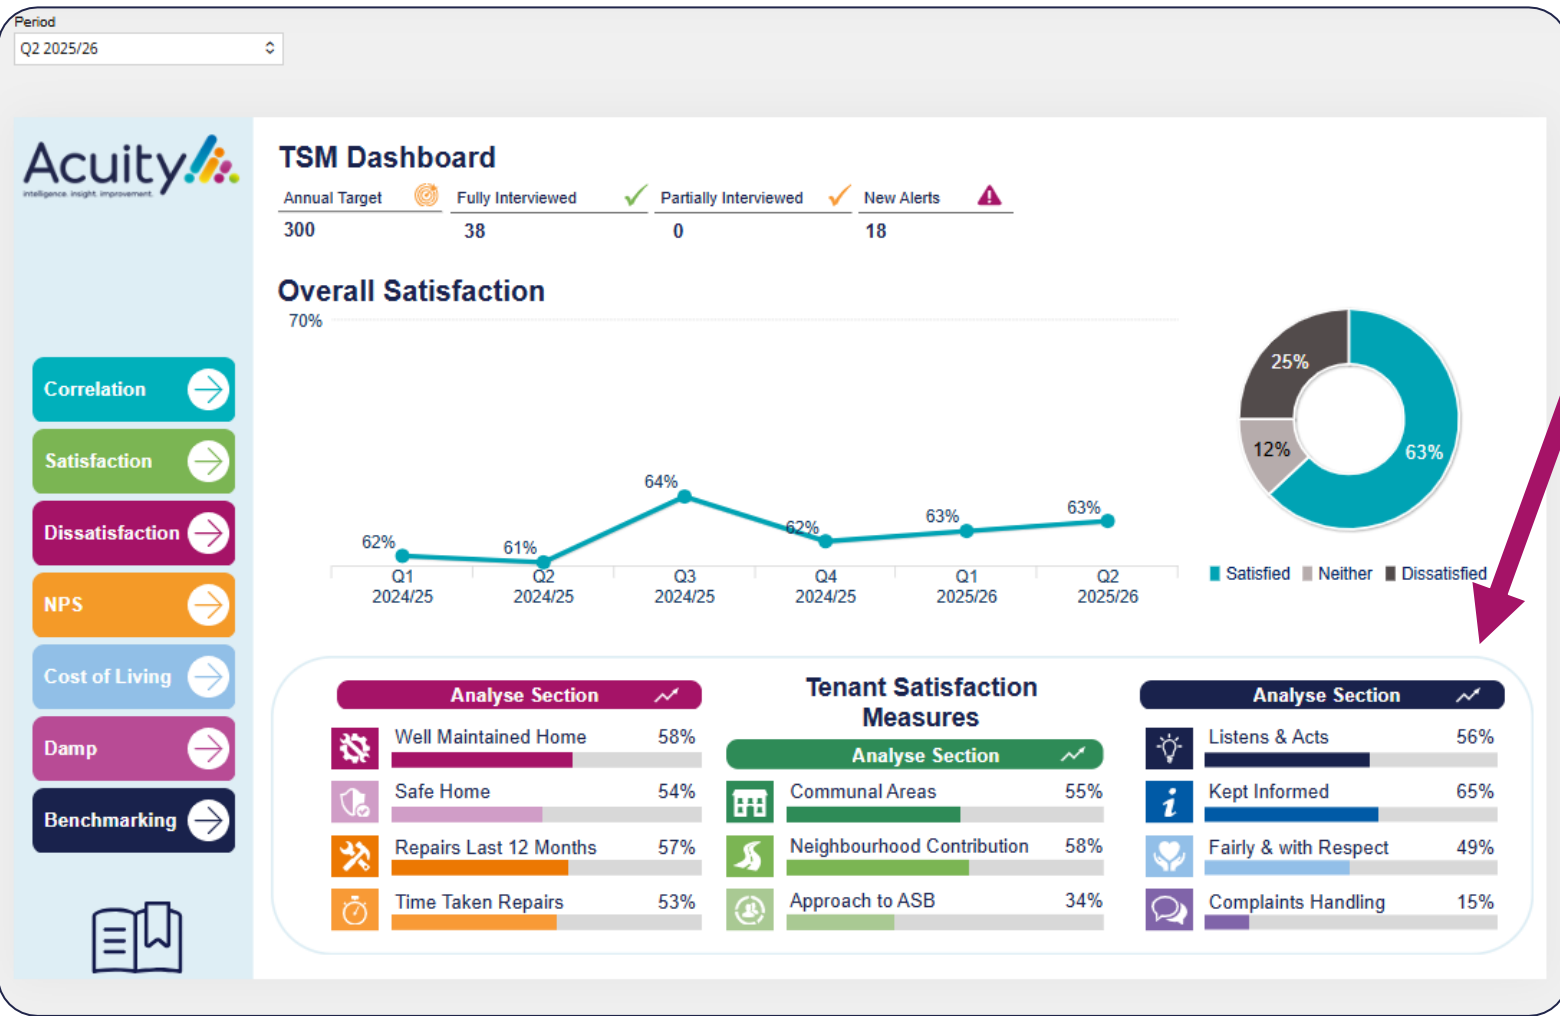 Period
Q2 2025/26
Acuity
intelligence. insight. improvement.
TSM Dashboard
Annual Target
300
Fully Interviewed
38
Partially Interviewed
0
New Alerts
18
Overall Satisfaction
70%
62%
61%
64%
62%
63%
63%
Q1
2024/25
Q2
2024/25
Q3
2024/25
Q4
2024/25
Q1
2025/26
Q2
2025/26
25%
12%
63%
Satisfied
Neither
Dissatisfied
Correlation
Satisfaction
Dissatisfaction
NPS
Cost of Living
Damp
Benchmarking
Analyse Section
Well Maintained Home 58%
Safe Home 54%
Repairs Last 12 Months 57%
Time Taken Repairs 53%
Tenant Satisfaction
Measures
Analyse Section
Communal Areas 55%
Neighbourhood Contribution 58%
Approach to ASB 34%
Analyse Section
Listens & Acts 56%
Kept Informed 65%
Fairly & with Respect 49%
Complaints Handling 15%